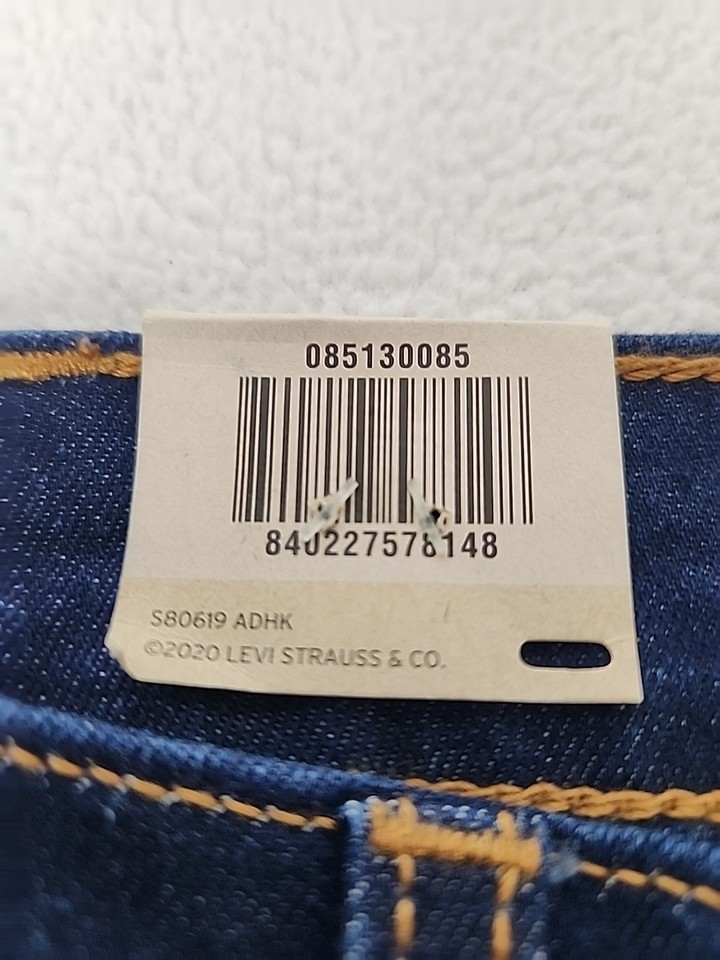 085130085
840227578148
S80619 ADHK
©2020 LEVI STRAUSS & CO.